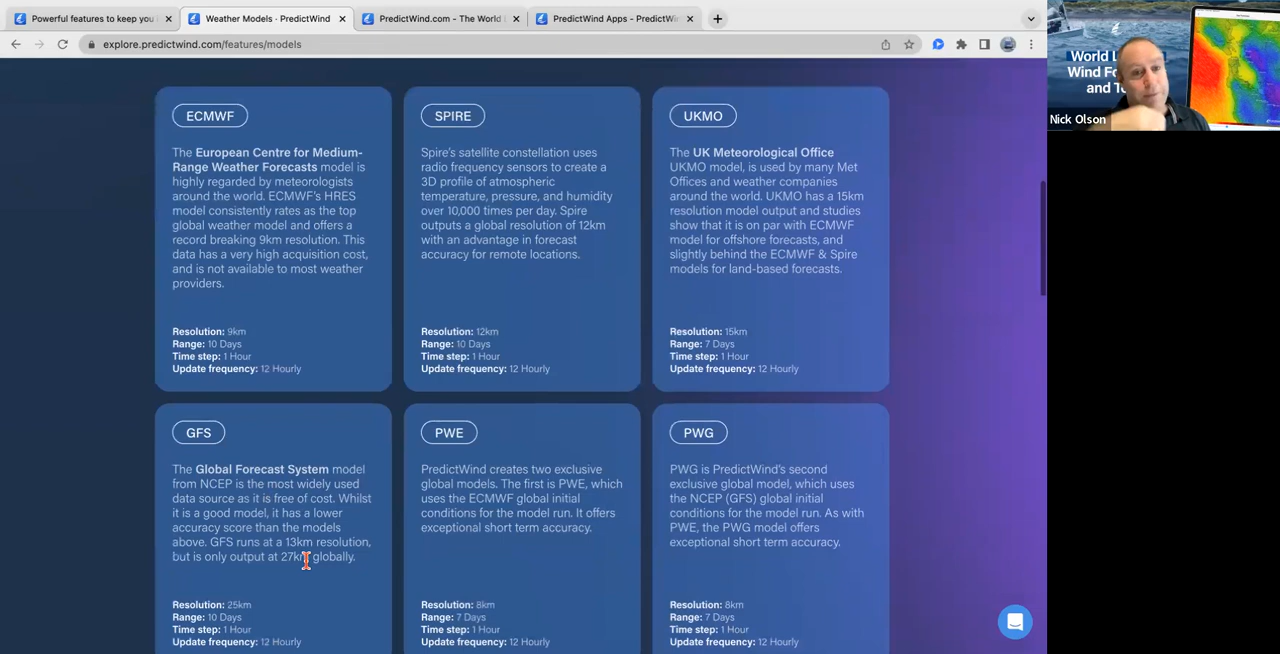 Powerful features to keep you
Weather Models · PredictWind
PredictWind.com - The World
PredictWind Apps - PredictWin
explore.predictwind.com/features/models
World L
Wind Fo
and T
Nick Olson
ECMWF
The European Centre for Medium-
Range Weather Forecasts model is
highly regarded by meteorologists
around the world. ECMWF's HRES
model consistently rates as the top
global weather model and offers a
record breaking 9km resolution. This
data has a very high acquisition cost,
and is not available to most weather
providers.
Resolution: 9km
Range: 10 Days
Time step: 1 Hour
Update frequency: 12 Hourly
SPIRE
Spire's satellite constellation uses
radio frequency sensors to create a
3D profile of atmospheric
temperature, pressure, and humidity
over 10,000 times per day. Spire
outputs a global resolution of 12km
with an advantage in forecast
accuracy for remote locations.
Resolution: 12km
Range: 10 Days
Time step: 1 Hour
Update frequency: 12 Hourly
UKMO
The UK Meteorological Office
UKMO model, is used by many Met
Offices and weather companies
around the world. UKMO has a 15km
resolution model output and studies
show that it is on par with ECMWF
model for offshore forecasts, and
slightly behind the ECMWF & Spire
models for land-based forecasts.
Resolution: 15km
Range: 7 Days
Time step: 1 Hour
Update frequency: 12 Hourly
GFS
The Global Forecast System model
from NCEP is the most widely used
data source as it is free of cost. Whilst
it is a good model, it has a lower
accuracy score than the models
above. GFS runs at a 13km resolution,
but is only output at 27km globally.
Resolution: 25km
Range: 10 Days
Time step: 1 Hour
Update frequency: 12 Hourly
PWE
PredictWind creates two exclusive
global models. The first is PWE, which
uses the ECMWF global initial
conditions for the model run. It offers
exceptional short term accuracy.
Resolution: 8km
Range: 7 Days
Time step: 1 Hour
Update frequency: 12 Hourly
PWG
PWG is PredictWind's second
exclusive global model, which uses
the NCEP (GFS) global initial
conditions for the model run. As with
PWE, the PWG model offers
exceptional short term accuracy.
Resolution: 8km
Range: 7 Days
Time step: 1 Hour
Update frequency: 12 Hourly